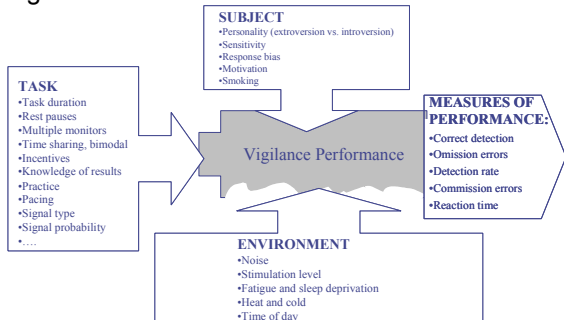 SUBJECT
•Personality (extroversion vs. introversion)
•Sensitivity
•Response bias
•Motivation
•Smoking
TASK
•Task duration
•Rest pauses
•Multiple monitors
•Time sharing, bimodal
•Incentives
•Knowledge of results
•Practice
•Pacing
•Signal type
•Signal probability
•….
Vigilance Performance
MEASURES OF
PERFORMANCE:
•Correct detection
•Omission errors
•Detection rate
•Commission errors
•Reaction time
ENVIRONMENT
•Noise
•Stimulation level
•Fatigue and sleep deprivation
•Heat and cold
•Time of day